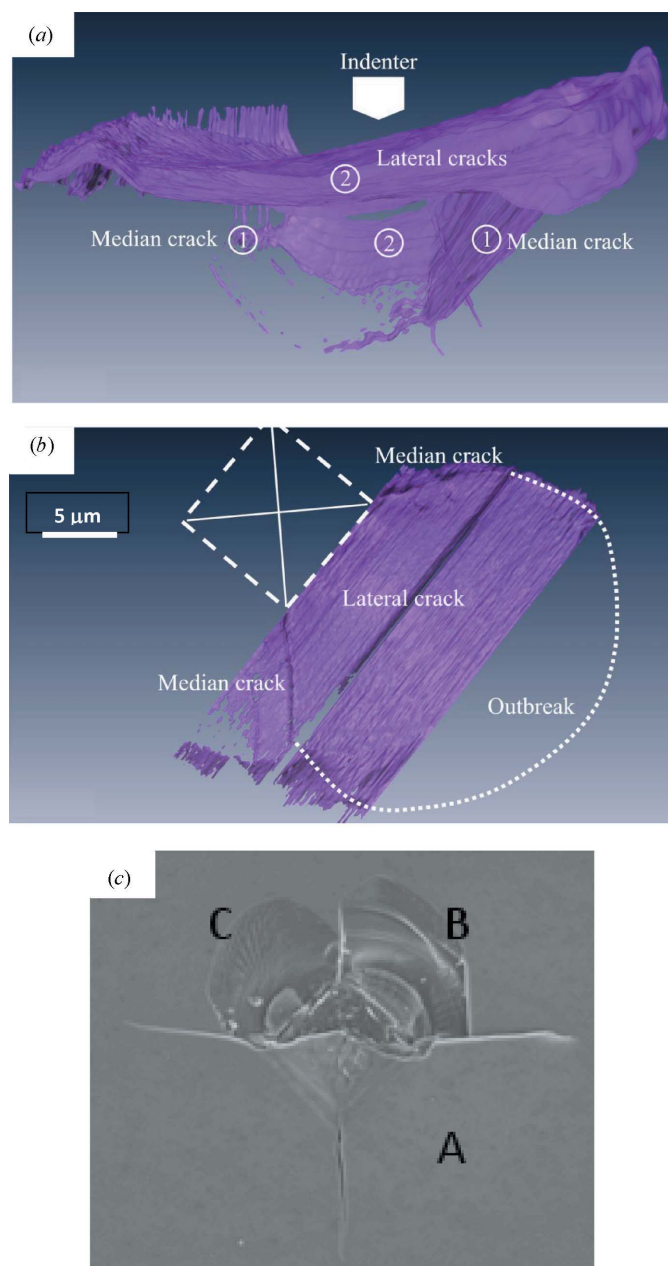 (a)
Indenter
Lateral cracks
2
Median crack 1
2
1 Median crack
(b)
Median crack
5 μm
Lateral crack
Median crack
Outbreak
(c)
C
B
A